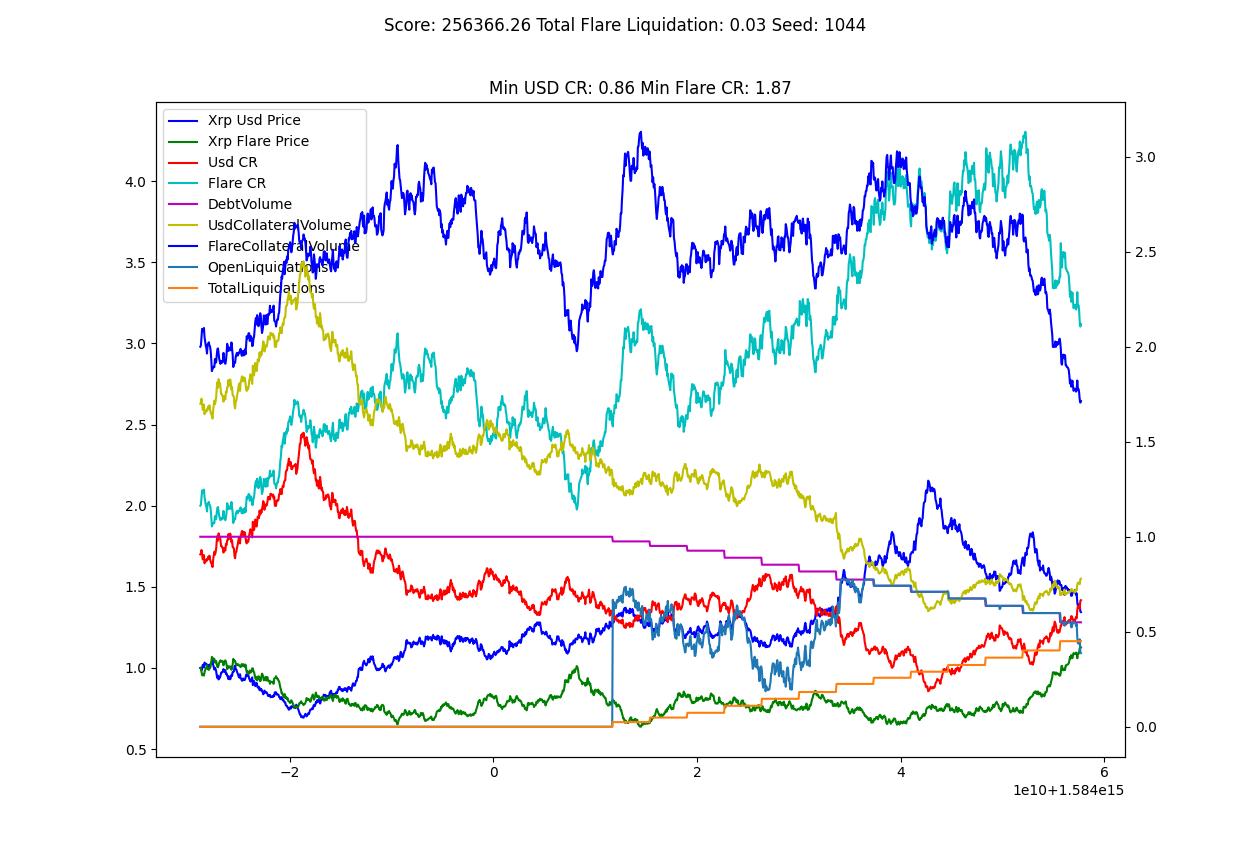 Score: 256366.26 Total Flare Liquidation: 0.03 Seed: 1044
Min USD CR: 0.86 Min Flare CR: 1.87
Xrp Usd Price
Xrp Flare Price
Usd CR
Flare CR
DebtVolume
UsdCollateralVolume
FlareCollateralVolume
OpenLiquidations
TotalLiquidations
4.0
3.5
3.0
2.5
2.0
1.5
1.0
0.5
3.0
2.5
2.0
1.5
1.0
0.5
0.0
−2
0
2
4
6
1e10+1.584e15